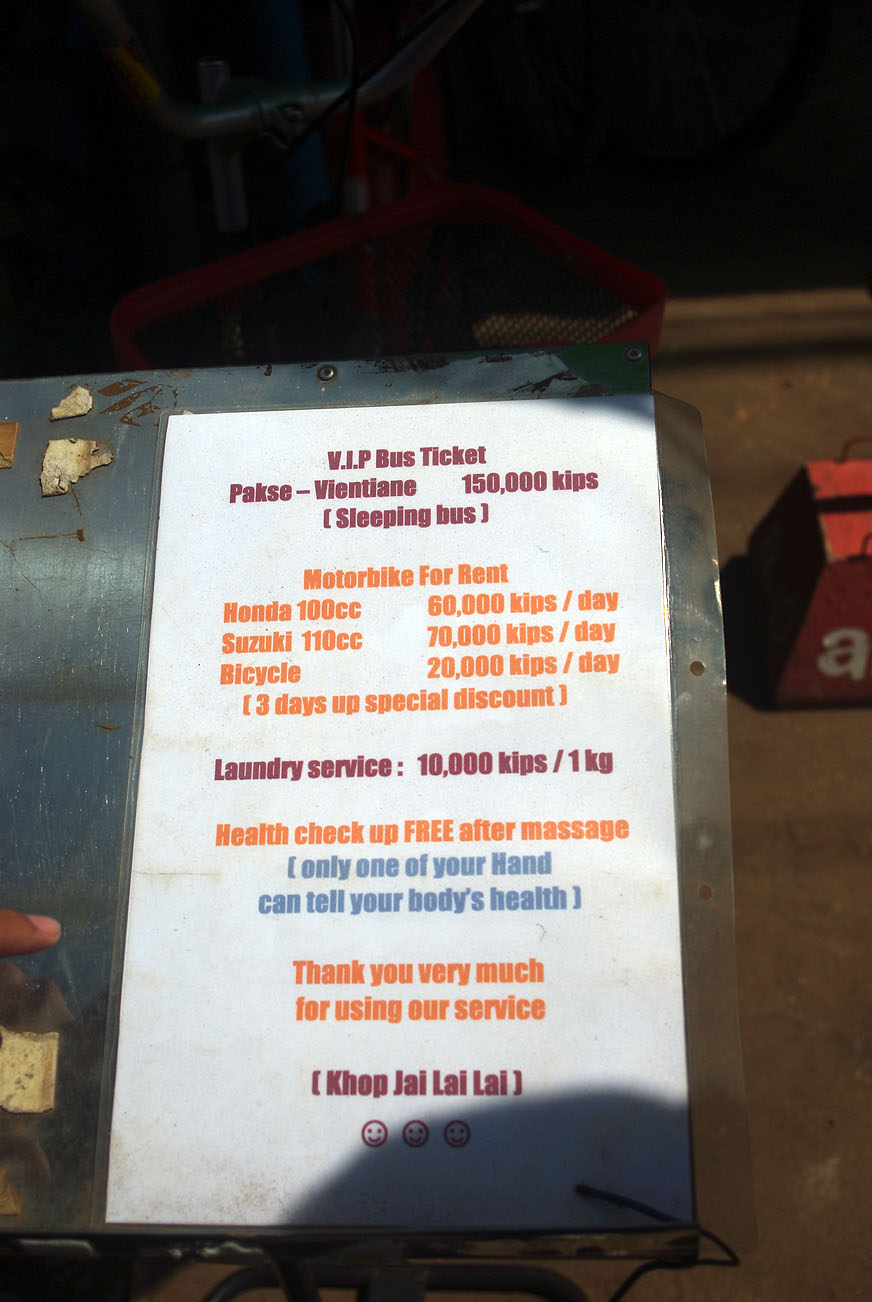 V.I.P Bus Ticket
Pakse – Vientiane 150,000 kips
( Sleeping bus )
Motorbike For Rent
Honda 100cc 60,000 kips / day
Suzuki 110cc 70,000 kips / day
Bicycle 20,000 kips / day
( 3 days up special discount )
Laundry service : 10,000 kips / 1 kg
Health check up FREE after massage
( only one of your Hand
can tell your body's health )
Thank you very much
for using our service
( Khop Jai Lai Lai )
☺ ☺ ☺
a